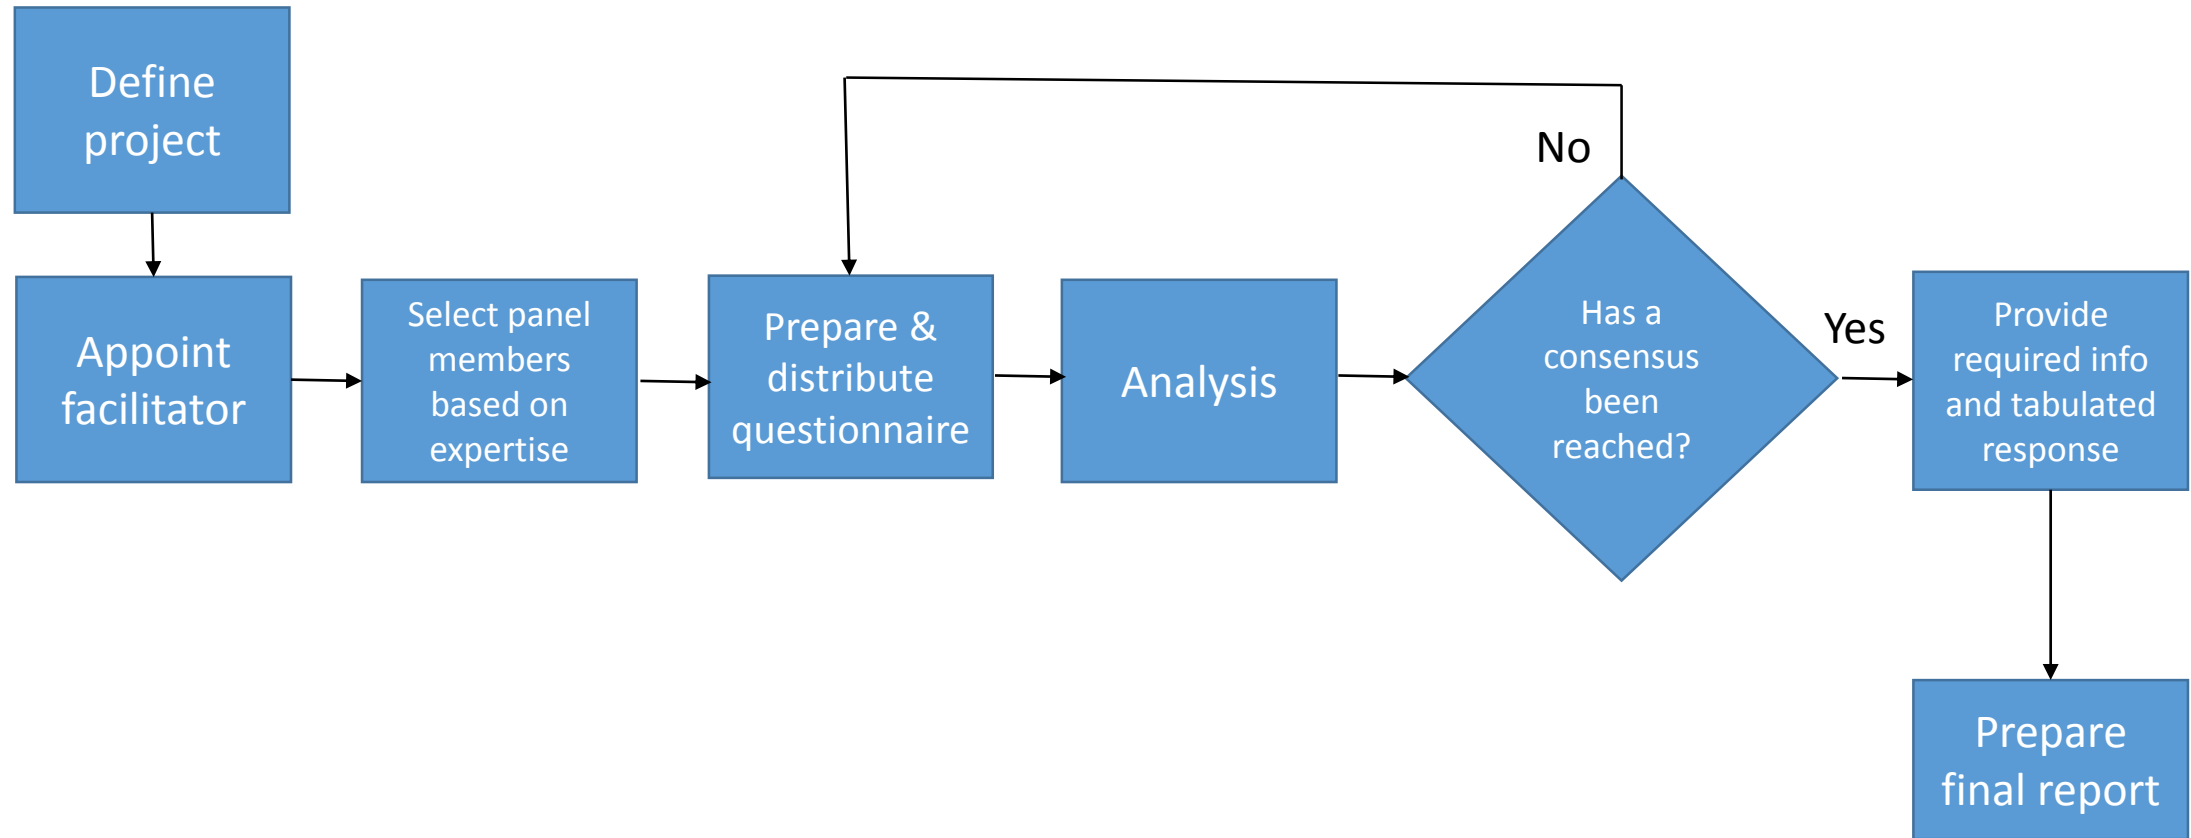 Define
project
Appoint
facilitator
Select panel
members
based on
expertise
Prepare &
distribute
questionnaire
Analysis
Has a
consensus
been
reached?
No
Yes
Provide
required info
and tabulated
response
Prepare
final report